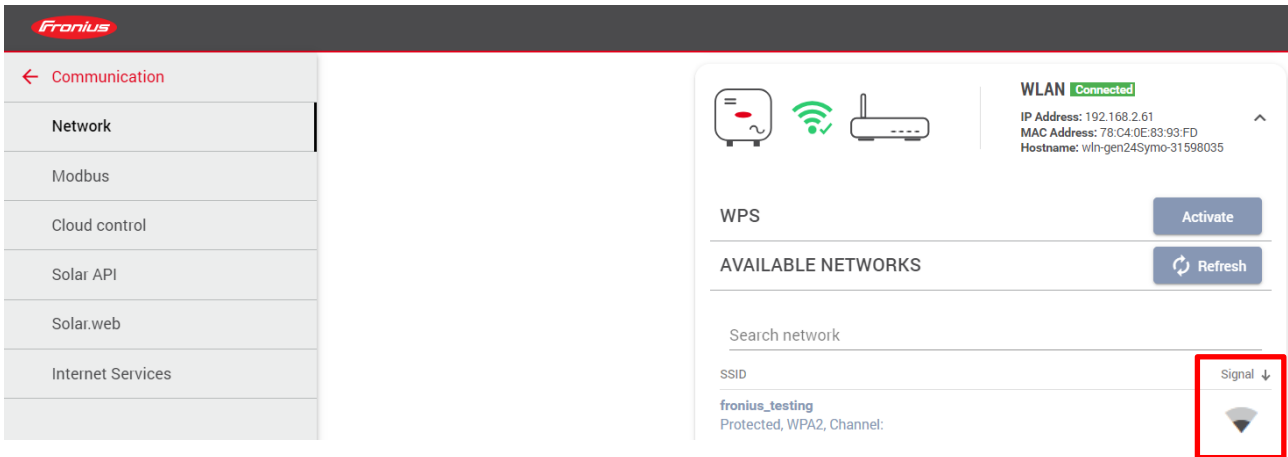 Fronius
Communication
Network
Modbus
Cloud control
Solar API
Solar.web
Internet Services
WLAN Connected
IP Address: 192.168.2.61
MAC Address: 78:C4:0E:83:93:FD
Hostname: wln-gen24Symo-31598035
WPS Activate
AVAILABLE NETWORKS Refresh
Search network
SSID Signal
fronius_testing
Protected, WPA2, Channel: